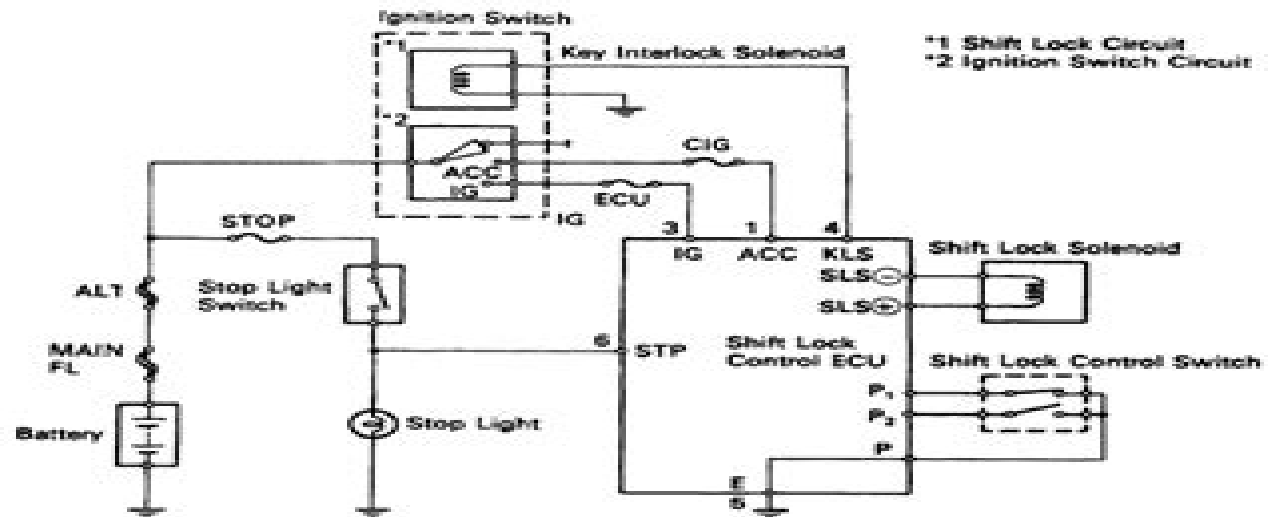 Ignition Switch
*1
Key Interlock Solenoid
*1 Shift Lock Circuit
*2 Ignition Switch Circuit
*2
ACC
IG
CIG
ECU
IG
STOP
3
1
4
IG
ACC
KLS
Shift Lock Solenoid
SLS⊖
SLS⊕
ALT
Stop Light
Switch
MAIN
FL
6
STP
Shift Lock
Control ECU
Shift Lock Control Switch
P1
P2
P
Battery
Stop Light
E